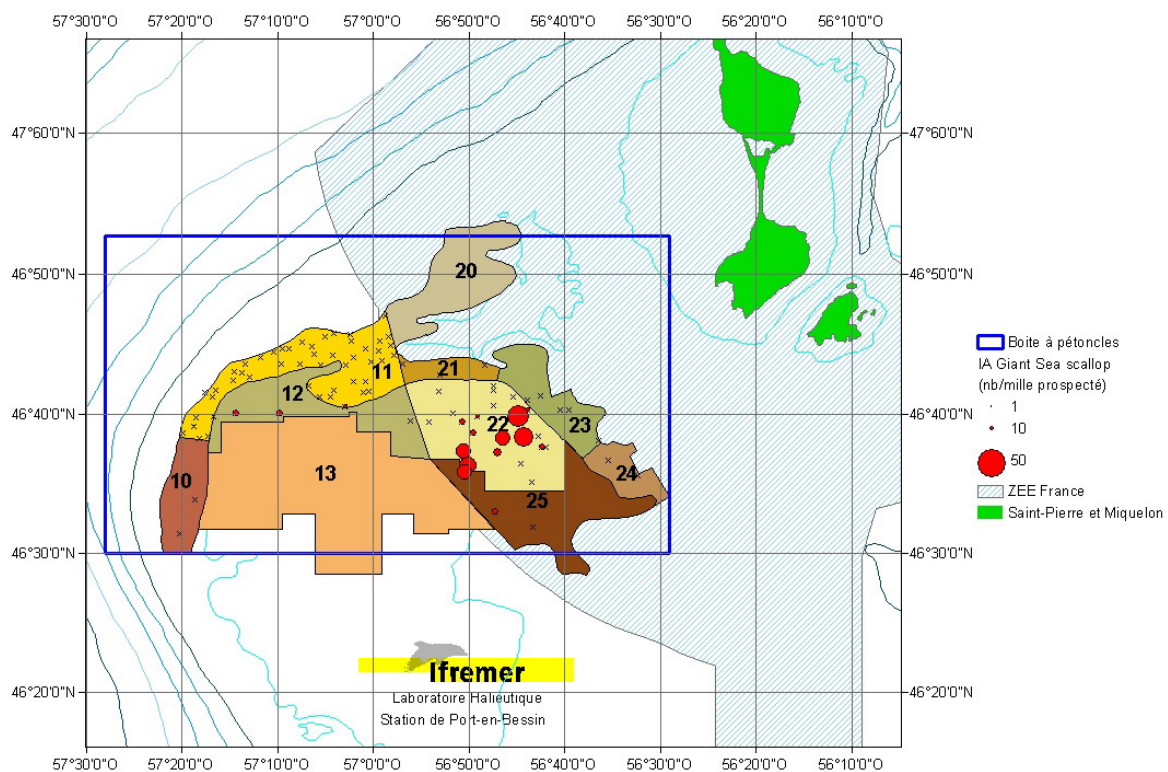 57°30'0"O 57°20'0"O 57°10'0"O 57°0'0"O 56°50'0"O 56°40'0"O 56°30'0"O 56°20'0"O 56°10'0"O
47°60'0"N 47°60'0"N
20
46°50'0"N 46°50'0"N
Boite à pétoncles
IA Giant Sea scallop
(nb/mille prospecté)
11
21
12
1
46°40'0"N 46°40'0"N
22
23
10
10
13
24
50
25
ZEE France
Saint-Pierre et Miquelon
46°30'0"N 46°30'0"N
Ifremer
46°20'0"N 46°20'0"N
Laboratoire Halieutique
Station de Port-en-Bessin
57°30'0"O 57°20'0"O 57°10'0"O 57°0'0"O 56°50'0"O 56°40'0"O 56°30'0"O 56°20'0"O 56°10'0"O